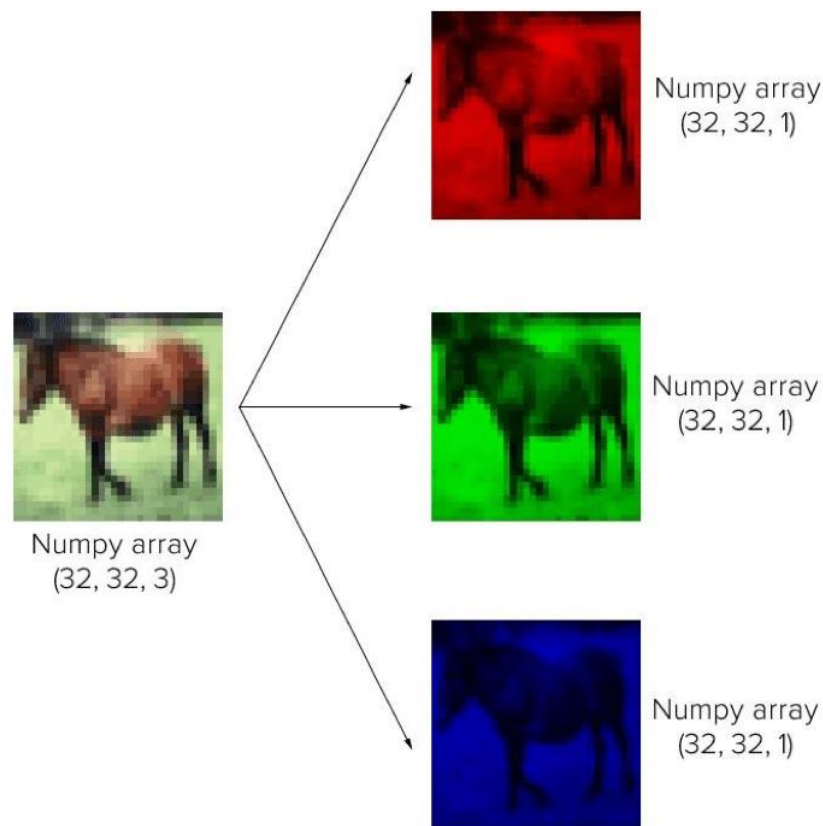 Numpy array
(32, 32, 1)
Numpy array
(32, 32, 3)
Numpy array
(32, 32, 1)
Numpy array
(32, 32, 1)